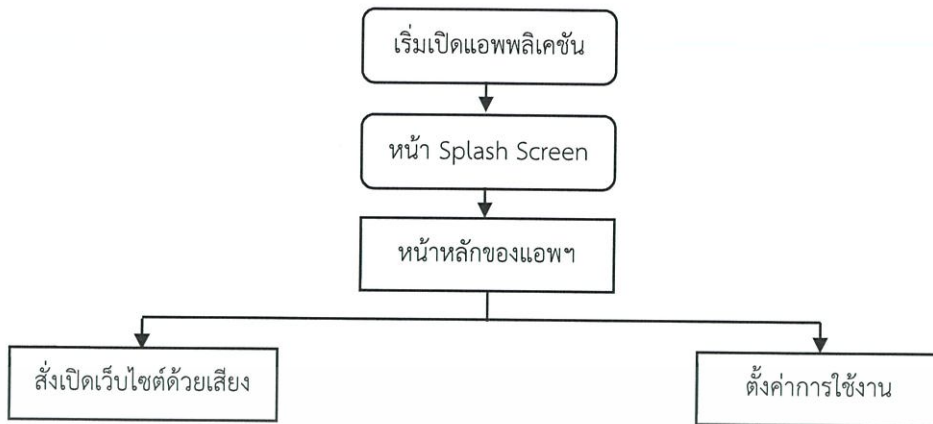 เริ่มเปิดแอพพลิเคชัน
หน้า Splash Screen
หน้าหลักของแอพฯ
สั่งเปิดเว็บไซต์ด้วยเสียง
ตั้งค่าการใช้งาน